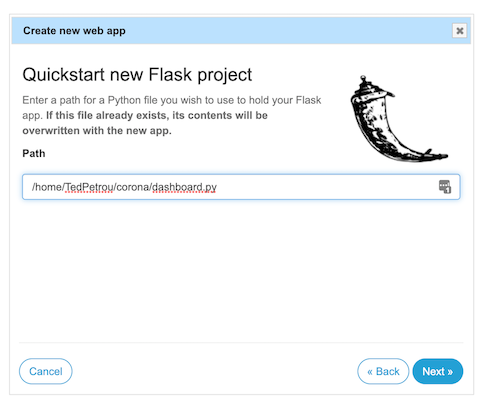 Create new web app
Quickstart new Flask project
Enter a path for a Python file you wish to use to hold your Flask
app. If this file already exists, its contents will be
overwritten with the new app.
Path
/home/TedPetrou/corona/dashboard.py
Cancel
« Back
Next »